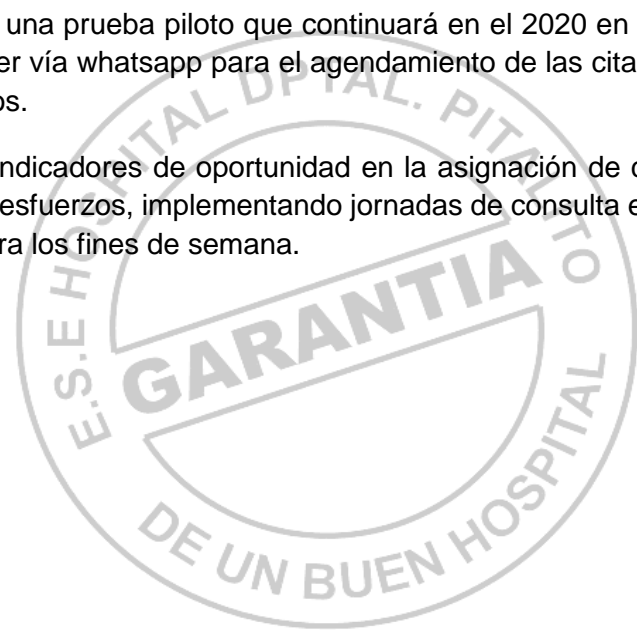 una prueba piloto que continuará en el 2020 en
er vía whatsapp para el agendamiento de las cita
os.
ndicadores de oportunidad en la asignación de
esfuerzos, implementando jornadas de consulta e
ra los fines de semana.
E.S.E HOSPITAL DPTAL. PITALITO
GARANTIA
DE UN BUEN HOSPITAL